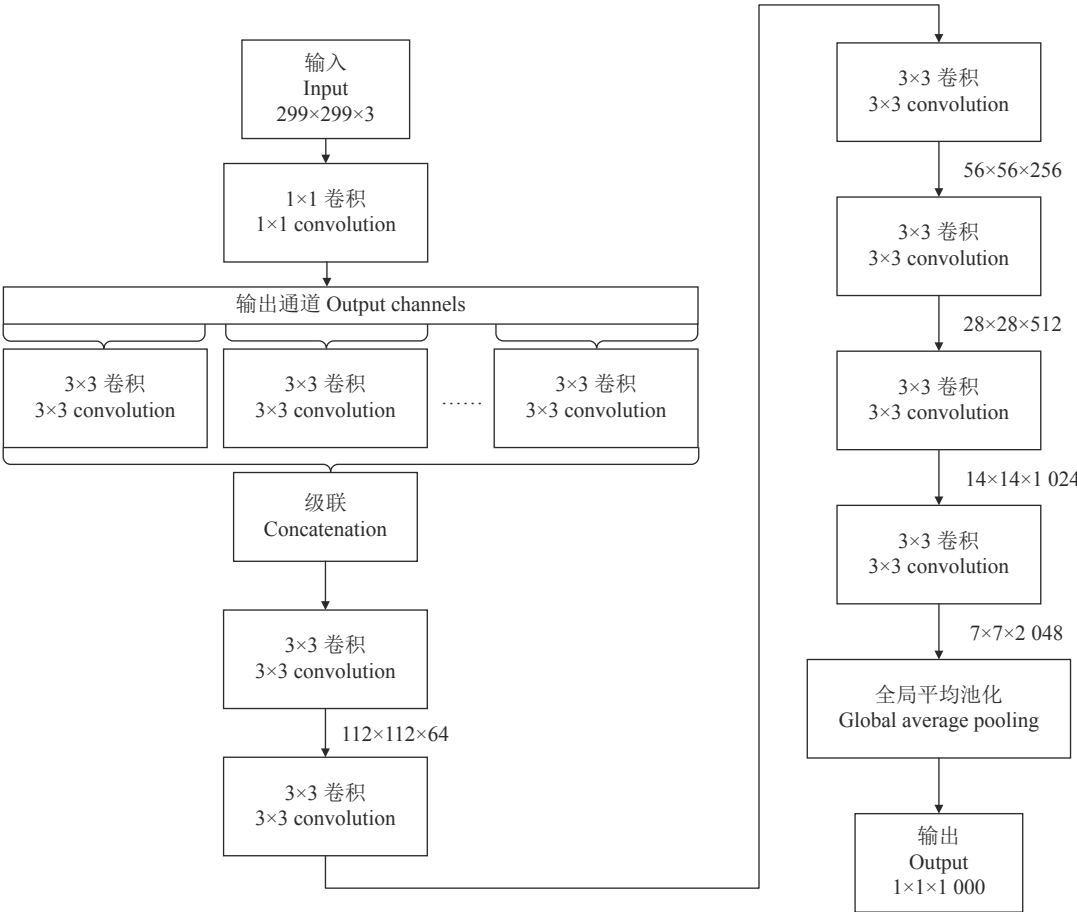 输入
Input
299×299×3
1×1 卷积
1×1 convolution
输出通道 Output channels
3×3 卷积
3×3 convolution
3×3 卷积
3×3 convolution
……
3×3 卷积
3×3 convolution
级联
Concatenation
3×3 卷积
3×3 convolution
112×112×64
3×3 卷积
3×3 convolution
3×3 卷积
3×3 convolution
56×56×256
3×3 卷积
3×3 convolution
28×28×512
3×3 卷积
3×3 convolution
14×14×1 024
3×3 卷积
3×3 convolution
7×7×2 048
全局平均池化
Global average pooling
输出
Output
1×1×1 000